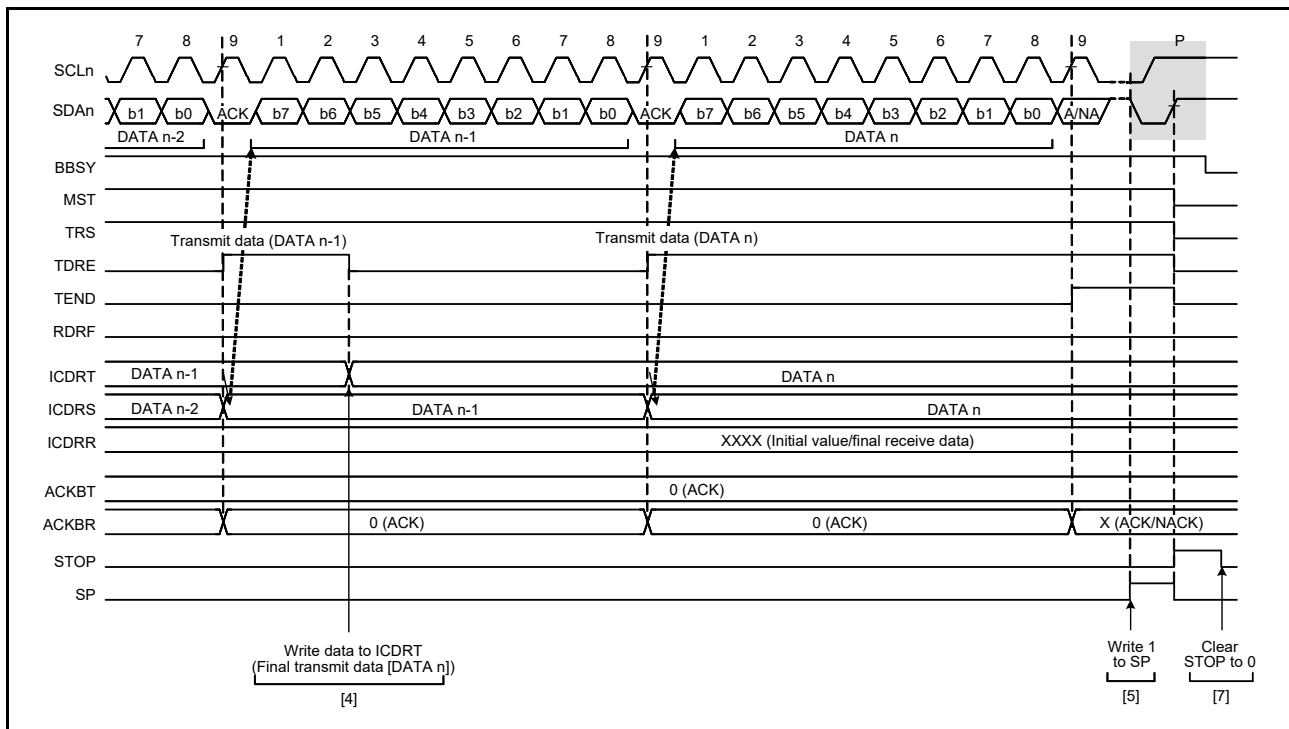 7 8 9 1 2 3 4 5 6 7 8 9 1 2 3 4 5 6 7 8 9 P
SCLn
SDAn b1 b0 ACK b7 b6 b5 b4 b3 b2 b1 b0 ACK b7 b6 b5 b4 b3 b2 b1 b0 A/NA
DATA n-2 DATA n-1 DATA n
BBSY
MST
TRS
Transmit data (DATA n-1) Transmit data (DATA n)
TDRE
TEND
RDRF
ICDRT DATA n-1 DATA n
ICDRS DATA n-2 DATA n-1 DATA n
ICDRR XXXX (Initial value/final receive data)
ACKBT 0 (ACK)
ACKBR 0 (ACK) 0 (ACK) X (ACK/NACK)
STOP
SP
Write data to ICDRT
(Final transmit data [DATA n])
[4]
Write 1
to SP
[5]
Clear
STOP to 0
[7]